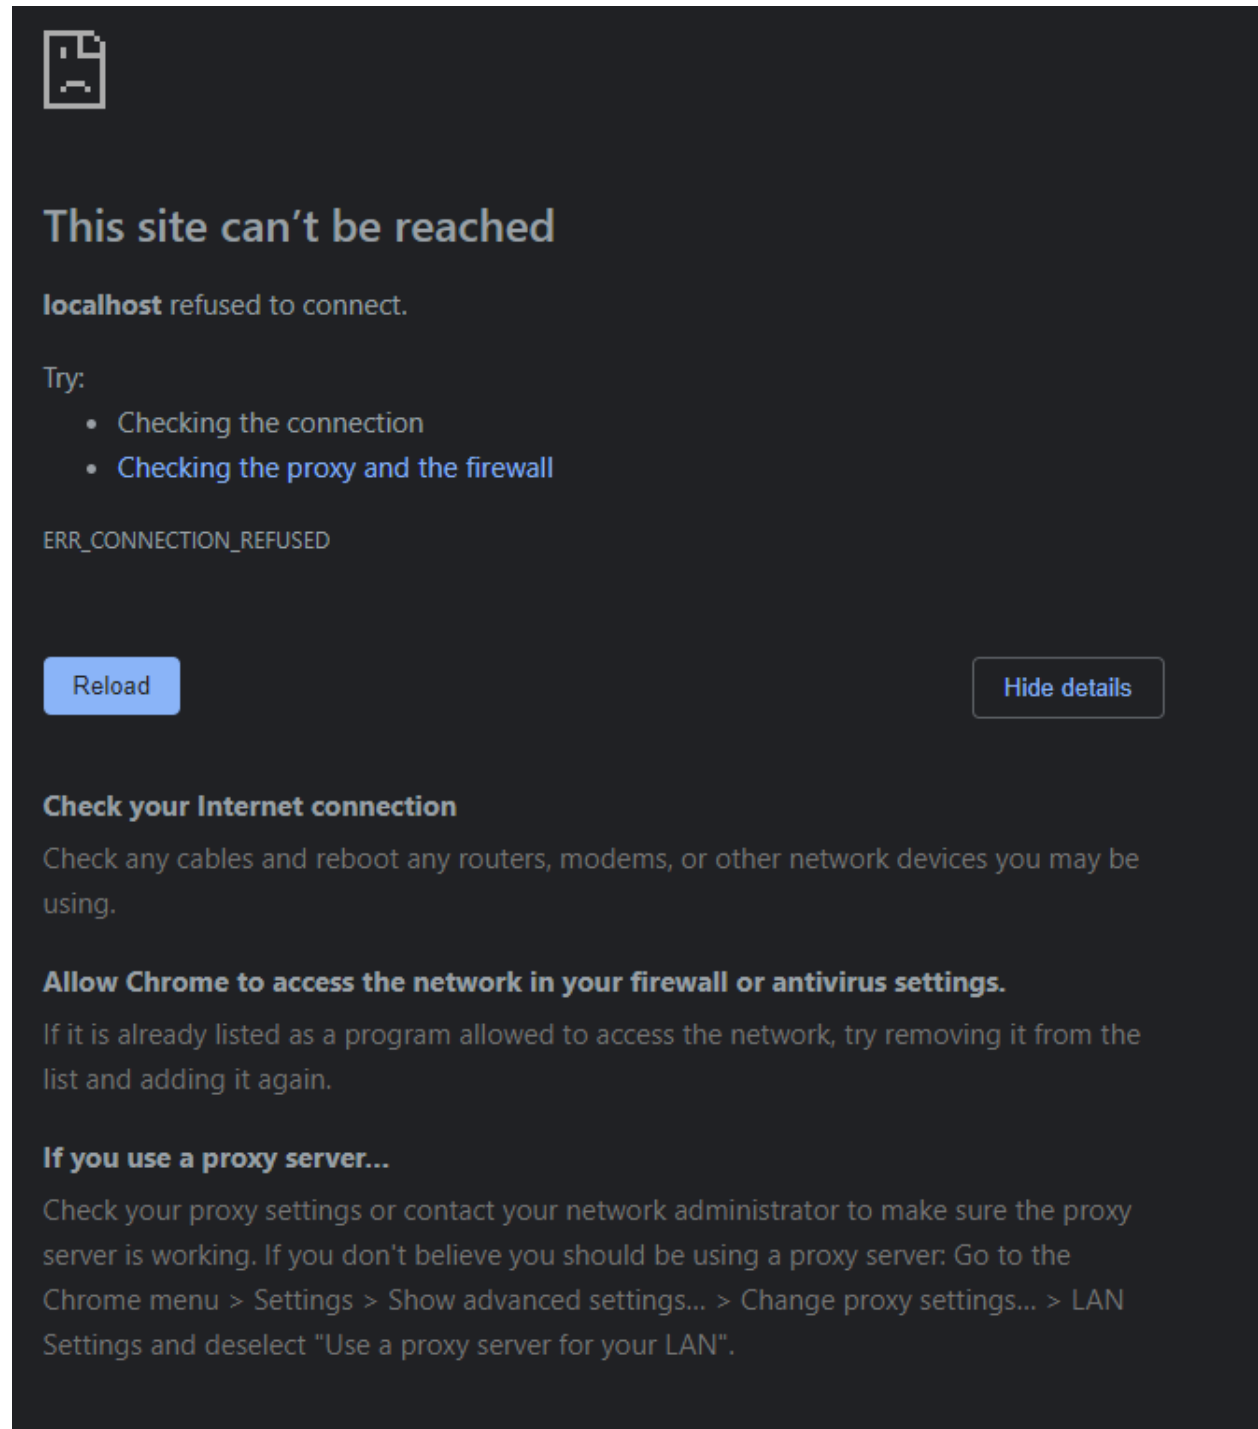 This site can’t be reached
localhost refused to connect.
Try:
• Checking the connection
• Checking the proxy and the firewall
ERR_CONNECTION_REFUSED
Reload
Hide details
Check your Internet connection
Check any cables and reboot any routers, modems, or other network devices you may be
using.
Allow Chrome to access the network in your firewall or antivirus settings.
If it is already listed as a program allowed to access the network, try removing it from the
list and adding it again.
If you use a proxy server...
Check your proxy settings or contact your network administrator to make sure the proxy
server is working. If you don't believe you should be using a proxy server: Go to the
Chrome menu > Settings > Show advanced settings... > Change proxy settings... > LAN
Settings and deselect "Use a proxy server for your LAN".